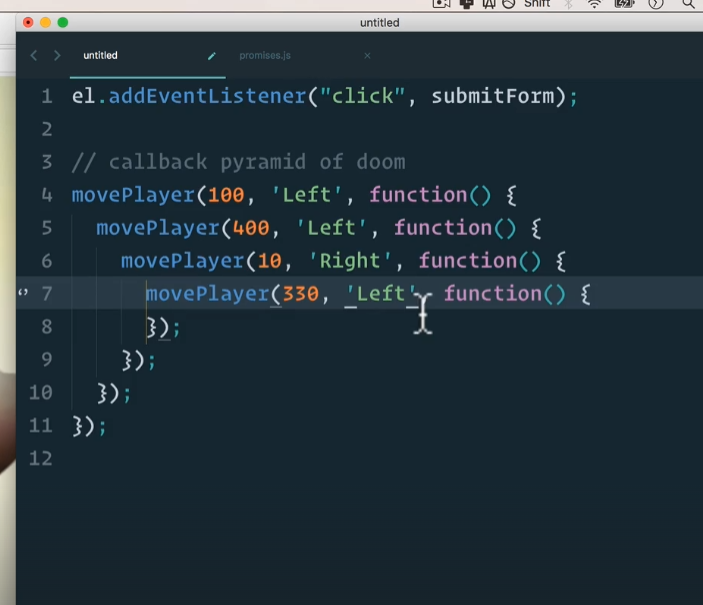 Shift
untitled
untitled
promises.js
1 el.addEventListener("click", submitForm);
2
3 // callback pyramid of doom
4 movePlayer(100, 'Left', function() {
5 movePlayer(400, 'Left', function() {
6 movePlayer(10, 'Right', function() {
7 movePlayer(330, 'Left', function() {
8 });
9 });
10 });
11 });
12